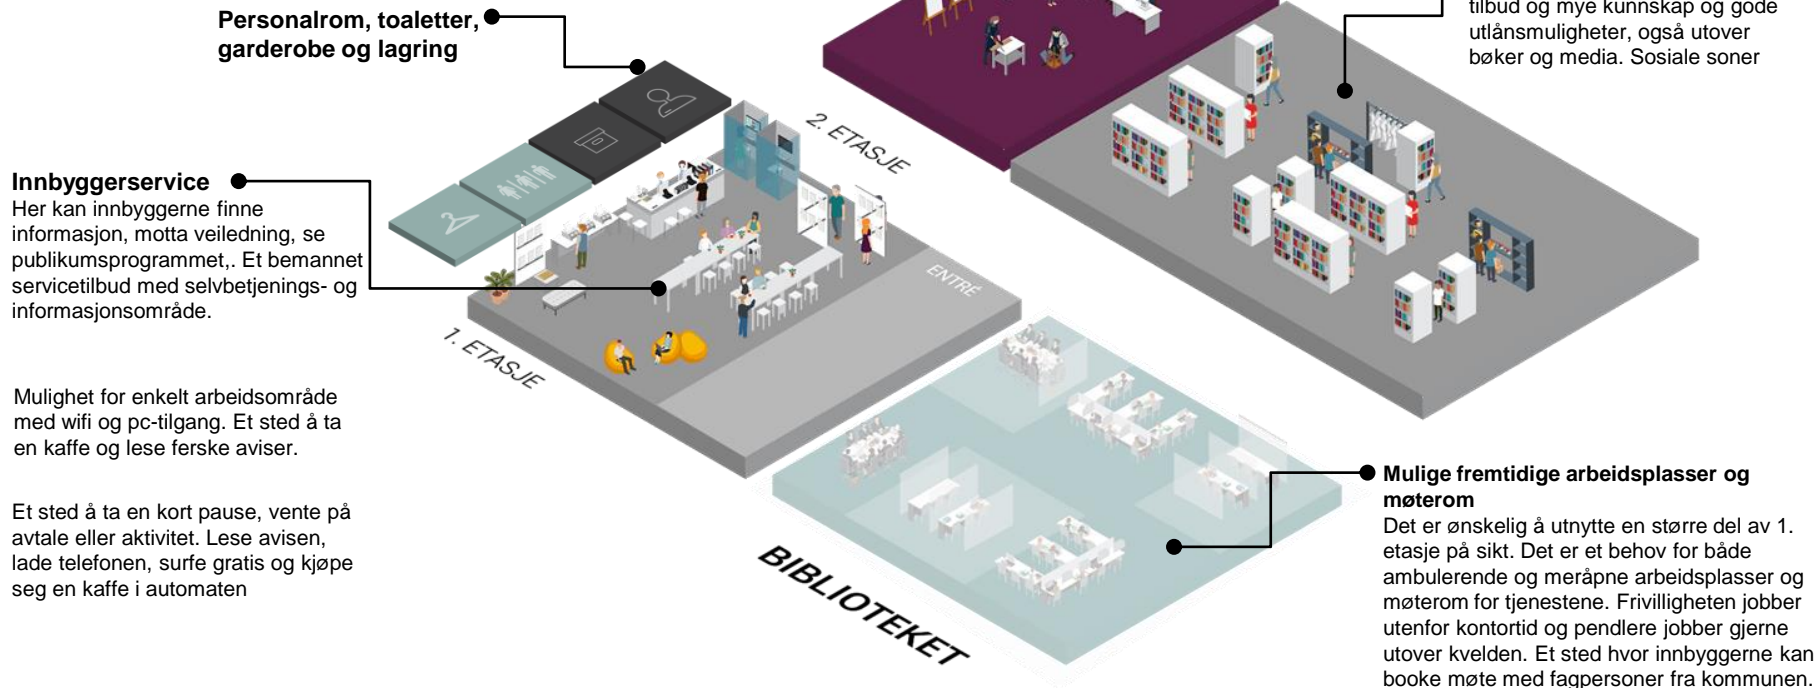 Personalrom, toaletter,
garderobe og lagring
tilbud og mye kunnskap og gode
utlånsmuligheter, også utover
bøker og media. Sosiale soner
2. ETASJE
Innbyggerservice
Her kan innbyggerne finne
informasjon, motta veiledning, se
publikumsprogrammet,. Et bemannet
servicetilbud med selvbetjenings- og
informasjonsområde.
ENTRÉ
1. ETASJE
Mulighet for enkelt arbeidsområde
med wifi og pc-tilgang. Et sted å ta
en kaffe og lese ferske aviser.
Et sted å ta en kort pause, vente på
avtale eller aktivitet. Lese avisen,
lade telefonen, surfe gratis og kjøpe
seg en kaffe i automaten
BIBLIOTEKET
Mulige fremtidige arbeidsplasser og
møterom
Det er ønskelig å utnytte en større del av 1.
etasje på sikt. Det er et behov for både
ambulerende og meråpne arbeidsplasser og
møterom for tjenestene. Frivilligheten jobber
utenfor kontortid og pendlere jobber gjerne
utover kvelden. Et sted hvor innbyggerne kan
booke møte med fagpersoner fra kommunen.